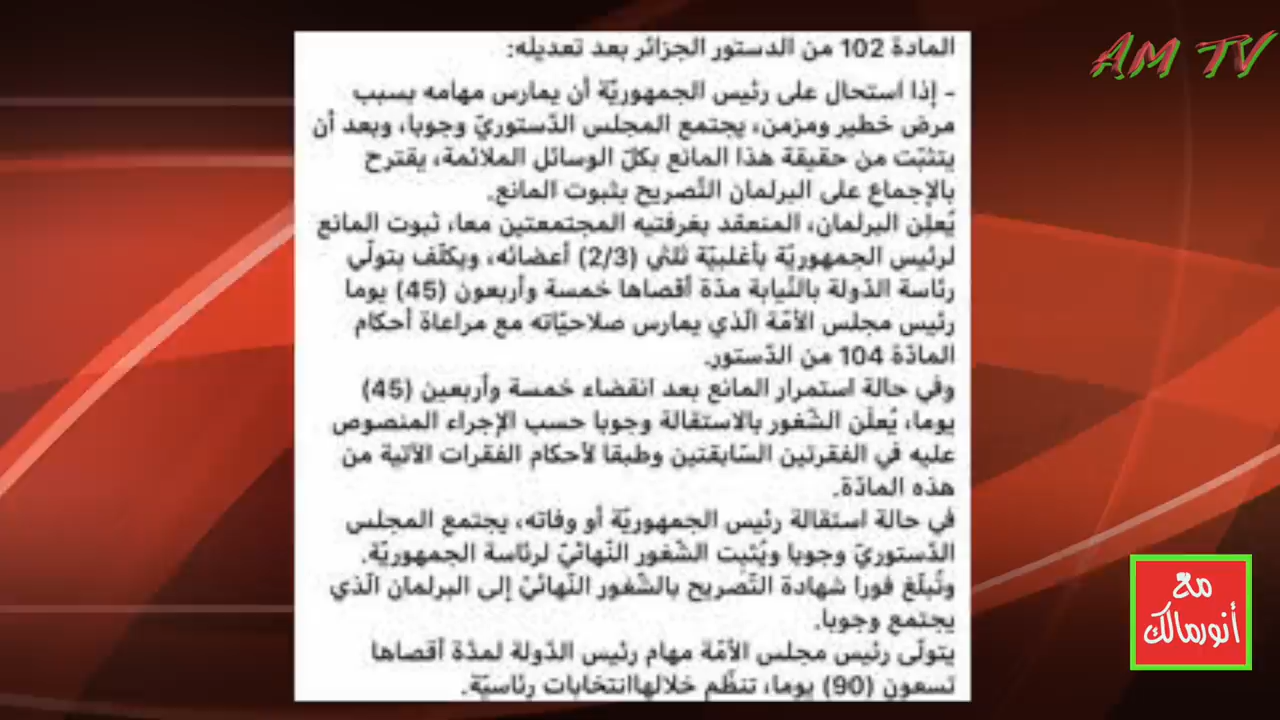 AM TV
المادة 102 من الدستور الجزائر بعد تعديله:
- إذا استحال على رئيس الجمهوريّة أن يمارس مهامه بسبب
مرض خطير ومزمن، يجتمع المجلس الدّستوريّ وجوبا، وبعد أن
يتثبّت من حقيقة هذا المانع بكلّ الوسائل الملائمة، يقترح
بالإجماع على البرلمان التّصريح بثبوت المانع.
يُعلِن البرلمان، المنعقد بغرفتيه المجتمعتين معا، ثبوت المانع
لرئيس الجمهوريّة بأغلبيّة ثلثي (2/3) أعضائه، ويكلّف بتولّي
رئاسة الدّولة بالنّيابة مدّة أقصاها خمسة وأربعون (45) يوما
رئيس مجلس الأمّة الّذي يمارس صلاحيّاته مع مراعاة أحكام
المادّة 104 من الدّستور.
وفي حالة استمرار المانع بعد انقضاء خمسة وأربعين (45)
يوما، يُعلَن الشّغور بالاستقالة وجوبا حسب الإجراء المنصوص
عليه في الفقرتين السّابقتين وطبقا لأحكام الفقرات الآتية من
هذه المادّة.
في حالة استقالة رئيس الجمهوريّة أو وفاته، يجتمع المجلس
الدّستوريّ وجوبا ويُثبِت الشّغور النّهائيّ لرئاسة الجمهوريّة.
وتُبلّغ فورا شهادة التّصريح بالشّغور النّهائيّ إلى البرلمان الّذي
يجتمع وجوبا.
يتولّى رئيس مجلس الأمّة مهام رئيس الدّولة لمدّة أقصاها
تسعون (90) يوما، تنظّم خلالهاانتخابات رئاسيّة.
مع
أنورمالك